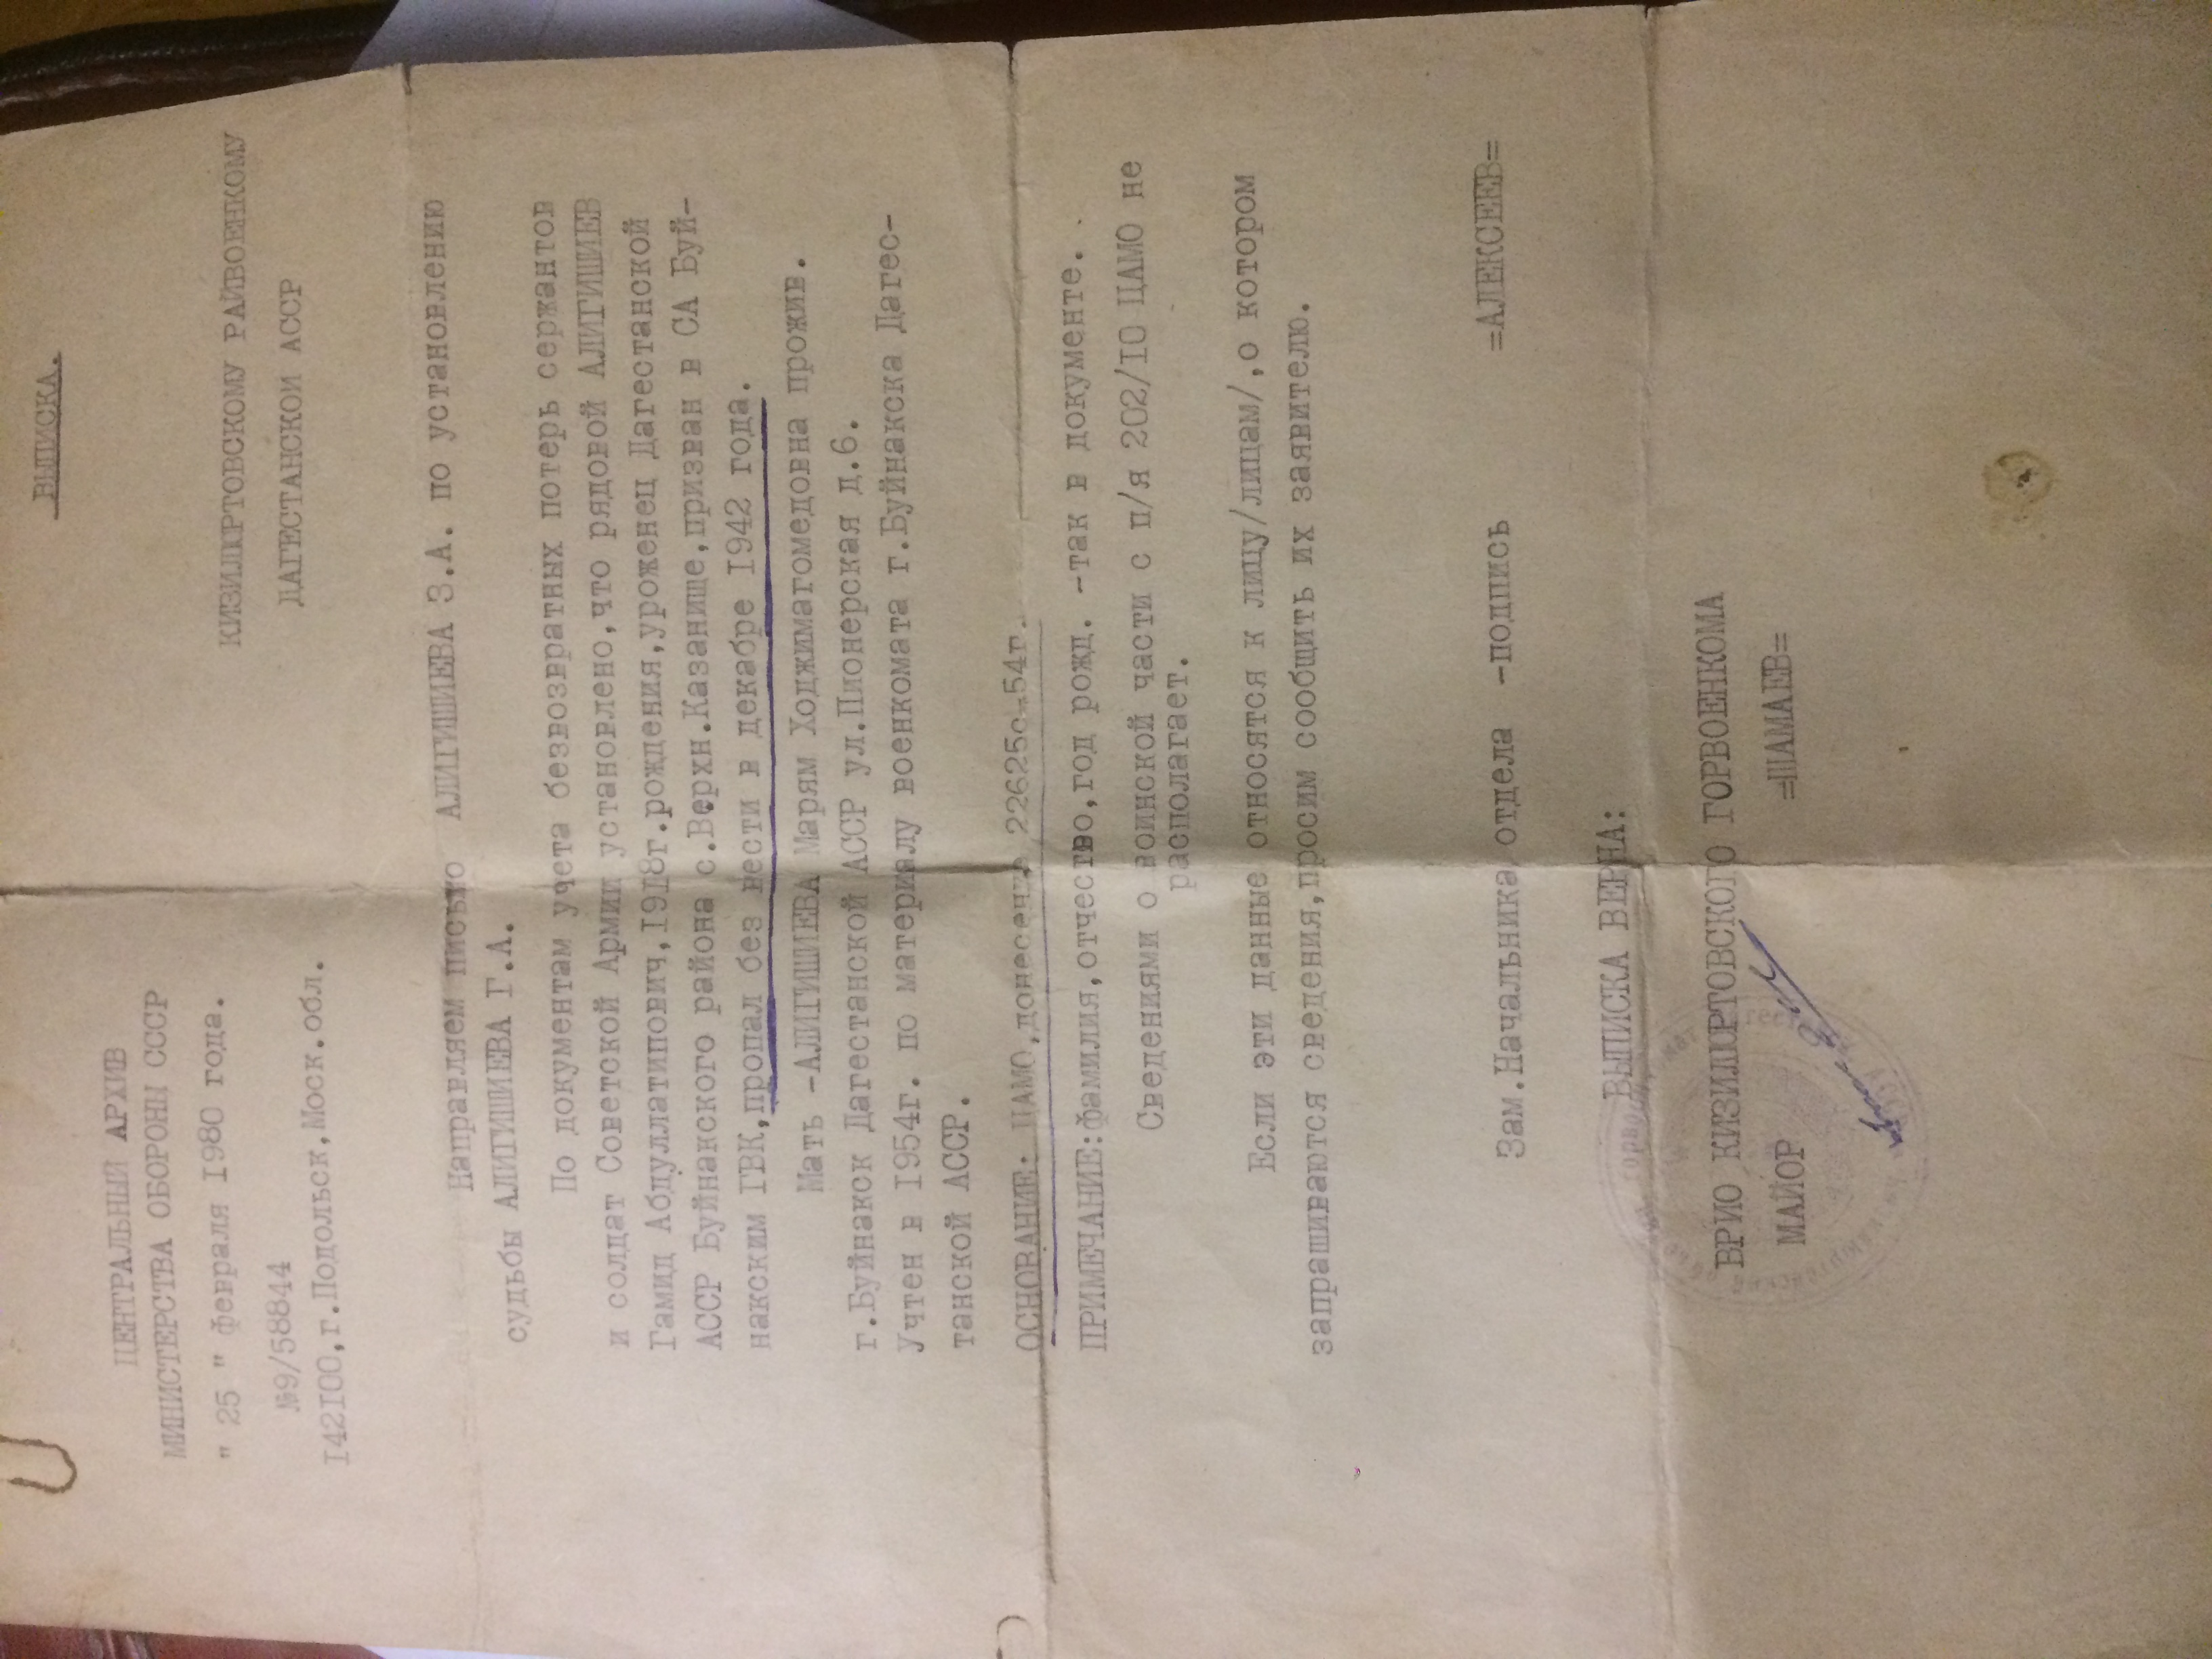 ВЫПИСКА.
ЦЕНТРАЛЬНЫЙ АРХИВ
МИНИСТЕРСТВА ОБОРОНЫ СССР
" 25 " февраля 1980 года.
№9/58844
142100,г.Подольск,Моск.обл.
КИЗИЛЮРТОВСКОМУ РАЙВОЕНКОМУ
ДАГЕСТАНСКОЙ АССР
Направляем письмо АЛИГИШИЕВА З.А. по установлению
судьбы АЛИГИШИЕВА Г.А.
По документам учета безвозвратных потерь сержантов
и солдат Советской Армии установлено,что рядовой АЛИГИШИЕВ
Гамид Абдуллатипович,1918г.рождения,уроженец Дагестанской
АССР Буйнакского района с.Верхн.Казанище,призван в СА Буй-
накским ГВК,пропал без вести в декабре 1942 года.
Мать -АЛИГИШИЕВА Марям Ходжимагомедовна прожив.
г.Буйнакск Дагестанской АССР ул.Пионерская д.6.
Учтен в 1954г. по материалу военкомата г.Буйнакска Дагес-
танской АССР.
ОСНОВАНИЕ: ЦАМО,донесение 22625с-54г.
ПРИМЕЧАНИЕ:фамилия,отчество,год рожд. -так в документе.
Сведениями о воинской части с п/я 202/10 ЦАМО не
располагает.
Если эти данные относятся к лицу/лицам/,о котором
запрашиваются сведения,просим сообщить их заявителю.
Зам.Начальника отдела -подпись =АЛЕКСЕЕВ=
ВЫПИСКА ВЕРНА:
ВРИО КИЗИЛЮРТОВСКОГО ГОРВОЕНКОМА
МАЙОР =ШАМАЕВ=